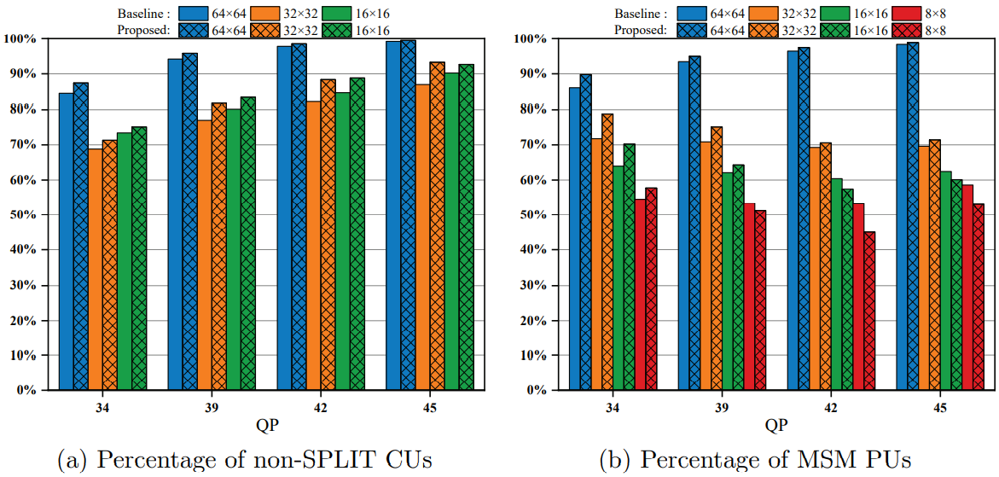 Baseline : 64×64 32×32 16×16
Proposed: 64×64 32×32 16×16
100%
90%
80%
70%
60%
50%
40%
30%
20%
10%
0%
34 39 42 45
QP
(a) Percentage of non-SPLIT CUs
Baseline : 64×64 32×32 16×16 8×8
Proposed: 64×64 32×32 16×16 8×8
100%
90%
80%
70%
60%
50%
40%
30%
20%
10%
0%
34 39 42 45
QP
(b) Percentage of MSM PUs